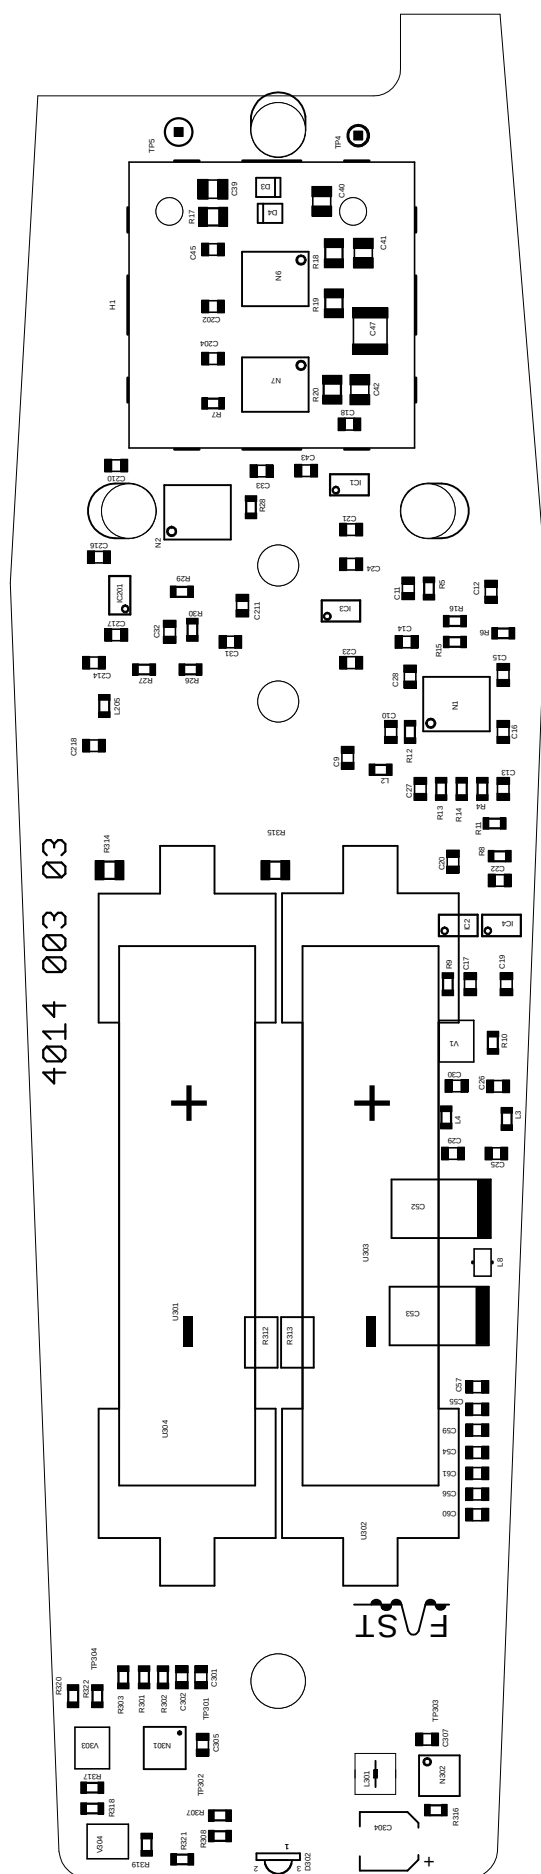 TP5
TP4
D3
C39
C40
D4
R17
C45
R18
C41
N6
H1
R19
C202
C47
C204
N7
R20
C42
R7
C18
C210
C33
C43
IC1
R28
N2
C21
C216
C24
R29
IC201
C211
C11
R5
C12
IC3
C217
C32
R30
C31
R16
R6
C14
R15
C214
R27
R26
C23
C28
C15
N1
L205
C218
C10
R12
C16
C9
L2
C27
R13
R14
R4
C13
R11
R314
R315
C20
R8
C22
4014 003 03
IC2
IC4
R9
C17
C19
V1
R10
C30
C26
L4
L3
C29
C25
C52
U303
L8
U301
C53
R312
R313
C57
C55
U304
C59
C54
C61
C56
C60
U302
FAST
TP304
R320
R322
R303
R301
R302
C302
C301
TP301
TP303
V303
N301
C305
C307
TP302
L301
N302
R317
R318
R307
R316
V304
R319
R321
R308
C304
+
1
2
3
D302